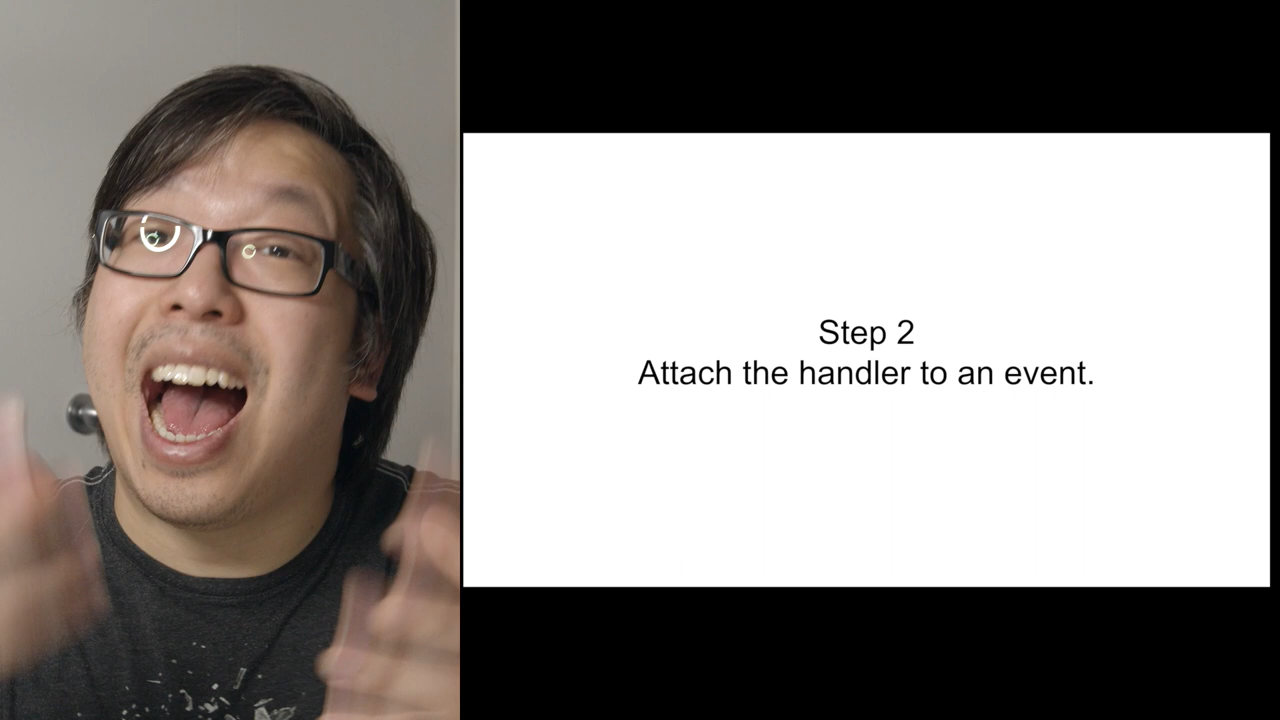 Step 2
Attach the handler to an event.